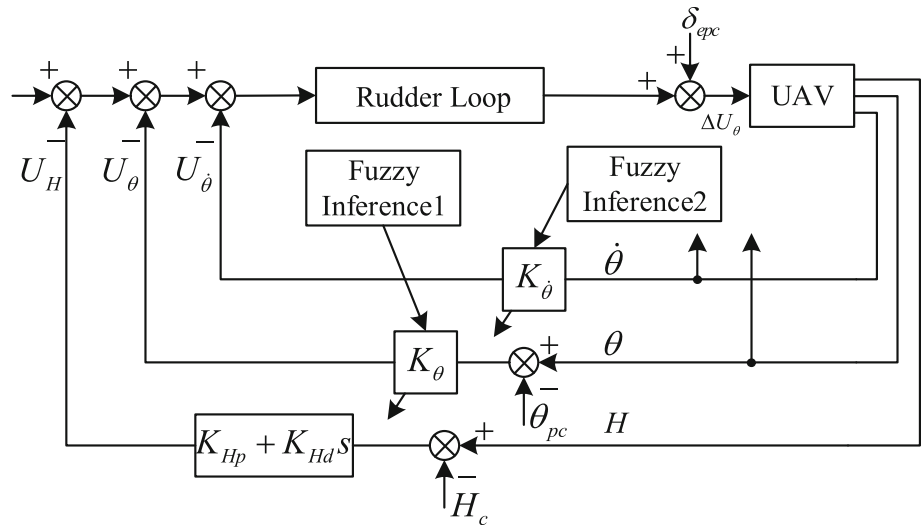 δ_epc
+ + + + +
Rudder Loop
UAV
ΔU_θ
− − −
U_H U_θ U_θ̇
Fuzzy
Inference1
Fuzzy
Inference2
K_θ̇
θ̇
K_θ
+
θ
−
θ_pc
K_Hp + K_Hd s
+
H
−
H_c